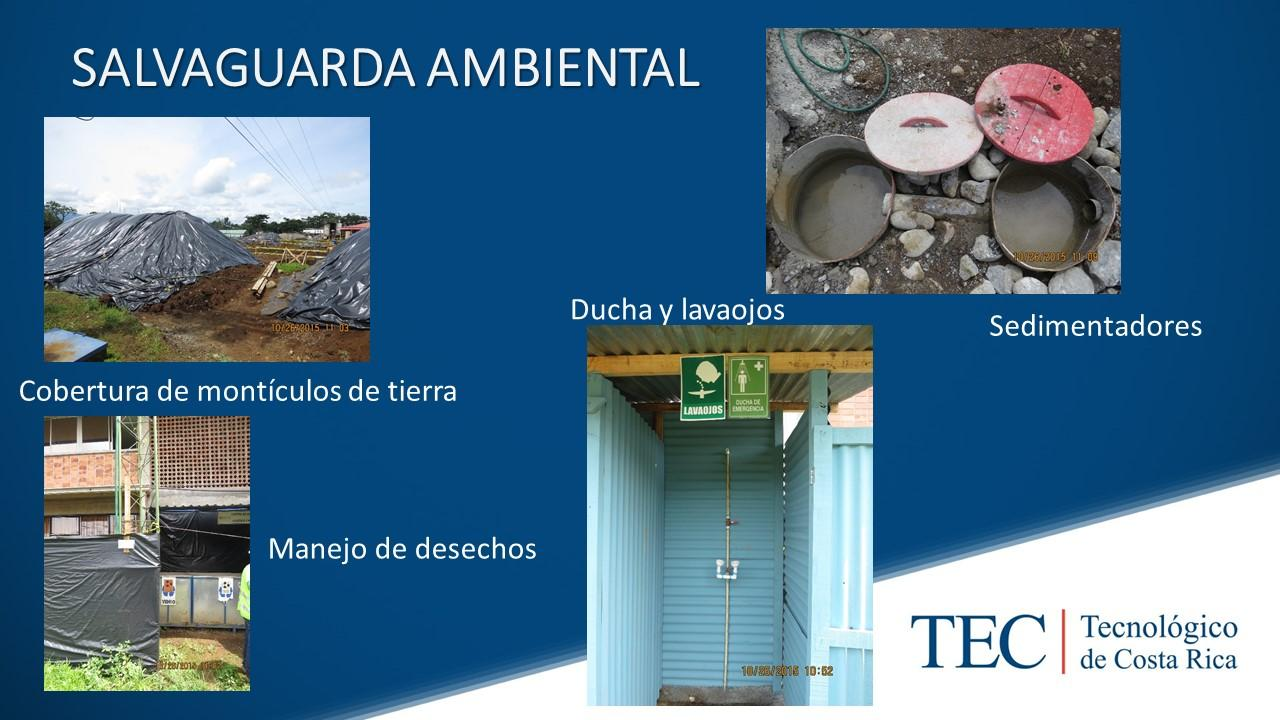 SALVAGUARDA AMBIENTAL
10/26/2015 11 03
10/26/2015 11 09
Cobertura de montículos de tierra
Ducha y lavaojos
Sedimentadores
LAVAOJOS
DUCHA DE
EMERGENCIA
Manejo de desechos
VIDRIO
10/26/2015 10:52
TEC
Tecnológico
de Costa Rica